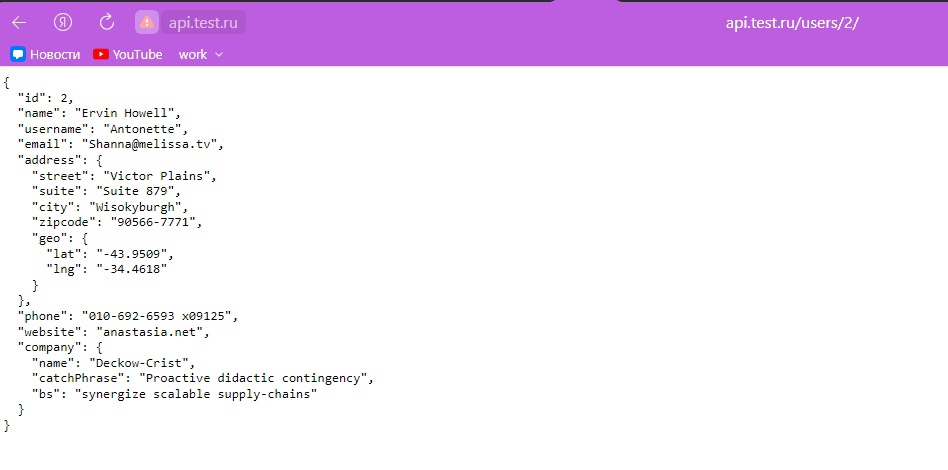 Я api.test.ru api.test.ru/users/2/
Новости YouTube work
{
  "id": 2,
  "name": "Ervin Howell",
  "username": "Antonette",
  "email": "Shanna@melissa.tv",
  "address": {
    "street": "Victor Plains",
    "suite": "Suite 879",
    "city": "Wisokyburgh",
    "zipcode": "90566-7771",
    "geo": {
      "lat": "-43.9509",
      "lng": "-34.4618"
    }
  },
  "phone": "010-692-6593 x09125",
  "website": "anastasia.net",
  "company": {
    "name": "Deckow-Crist",
    "catchPhrase": "Proactive didactic contingency",
    "bs": "synergize scalable supply-chains"
  }
}